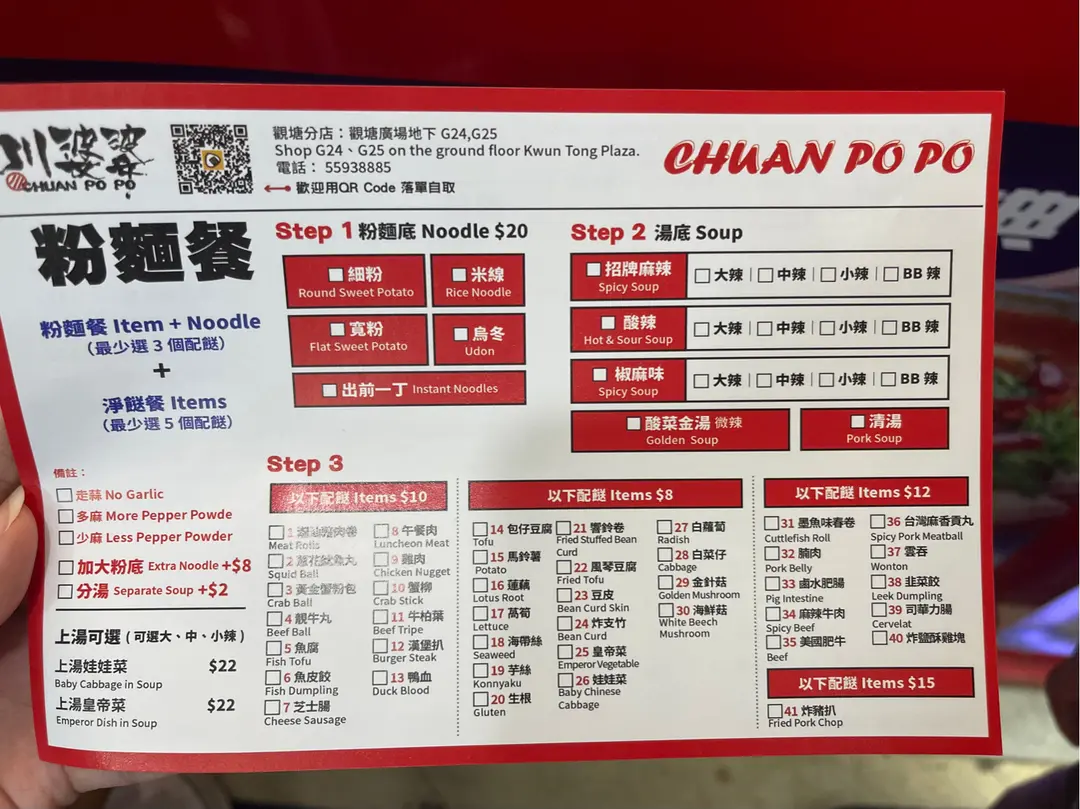 川婆婆
CHUAN PO PO
觀塘分店：觀塘廣場地下 G24,G25
Shop G24、G25 on the ground floor Kwun Tong Plaza.
電話： 55938885
歡迎用QR Code 落單自取
CHUAN PO PO
粉麵餐
粉麵餐 Item + Noodle
（最少選 3 個配餸）
+
淨餸餐 Items
（最少選 5 個配餸）
Step 1 粉麵底 Noodle $20
細粉
Round Sweet Potato
米線
Rice Noodle
寬粉
Flat Sweet Potato
烏冬
Udon
出前一丁 Instant Noodles
Step 2 湯底 Soup
招牌麻辣
Spicy Soup
大辣 | 中辣 | 小辣 | BB 辣
酸辣
Hot & Sour Soup
大辣 | 中辣 | 小辣 | BB 辣
椒麻味
Spicy Soup
大辣 | 中辣 | 小辣 | BB 辣
酸菜金湯 微辣
Golden Soup
清湯
Pork Soup
備註：
走蒜 No Garlic
多麻 More Pepper Powde
少麻 Less Pepper Powder
加大粉底 Extra Noodle +$8
分湯 Separate Soup +$2
上湯可選 ( 可選大、中、小辣 )
上湯娃娃菜 $22
Baby Cabbage in Soup
上湯皇帝菜 $22
Emperor Dish in Soup
Step 3
以下配餸 Items $10
1
Meat Rolls
2 蔥花魷魚丸
Squid Ball
3 黃金蟹粉包
Crab Ball
4 靚牛丸
Beef Ball
5 魚腐
Fish Tofu
6 魚皮餃
Fish Dumpling
7 芝士腸
Cheese Sausage
8 午餐肉
Luncheon Meat
9 雞肉
Chicken Nugget
10 蟹柳
Crab Stick
11 牛柏葉
Beef Tripe
12 漢堡扒
Burger Steak
13 鴨血
Duck Blood
以下配餸 Items $8
14 包仔豆腐
Tofu
15 馬鈴薯
Potato
16 蓮藕
Lotus Root
17 萵筍
Lettuce
18 海帶絲
Seaweed
19 芋絲
Konnyaku
20 生根
Gluten
21 響鈴卷
Fried Stuffed Bean
Curd
22 風琴豆腐
Fried Tofu
23 豆皮
Bean Curd Skin
24 炸支竹
Bean Curd
25 皇帝菜
Emperor Vegetable
26 娃娃菜
Baby Chinese
Cabbage
27 白蘿蔔
Radish
28 白菜仔
Cabbage
29 金針菇
Golden Mushroom
30 海鮮菇
White Beech
Mushroom
以下配餸 Items $12
31 墨魚味春卷
Cuttlefish Roll
32 腩肉
Pork Belly
33 鹵水肥腸
Pig Intestine
34 麻辣牛肉
Spicy Beef
35 美國肥牛
Beef
36 台灣麻香貢丸
Spicy Pork Meatball
37 雲吞
Wonton
38 韭菜餃
Leek Dumpling
39 司華力腸
Cervelat
40 炸鹽酥雞塊
以下配餸 Items $15
41 炸豬扒
Fried Pork Chop